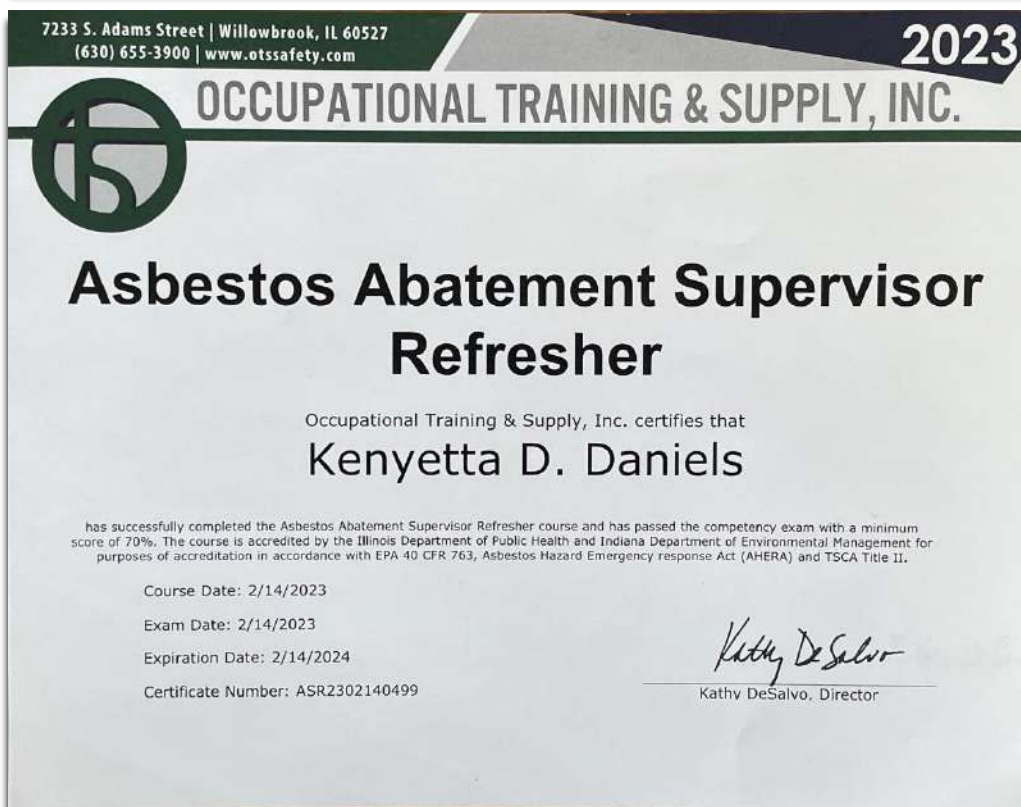 7233 S. Adams Street | Willowbrook, IL 60527
(630) 655-3900 | www.otssafety.com
2023
OCCUPATIONAL TRAINING & SUPPLY, INC.
Asbestos Abatement Supervisor
Refresher
Occupational Training & Supply, Inc. certifies that
Kenyetta D. Daniels
has successfully completed the Asbestos Abatement Supervisor Refresher course and has passed the competency exam with a minimum
score of 70%. The course is accredited by the Illinois Department of Public Health and Indiana Department of Environmental Management for
purposes of accreditation in accordance with EPA 40 CFR 763, Asbestos Hazard Emergency response Act (AHERA) and TSCA Title II.
Course Date: 2/14/2023
Exam Date: 2/14/2023
Expiration Date: 2/14/2024
Certificate Number: ASR2302140499
Kathy DeSalvo
Kathy DeSalvo, Director